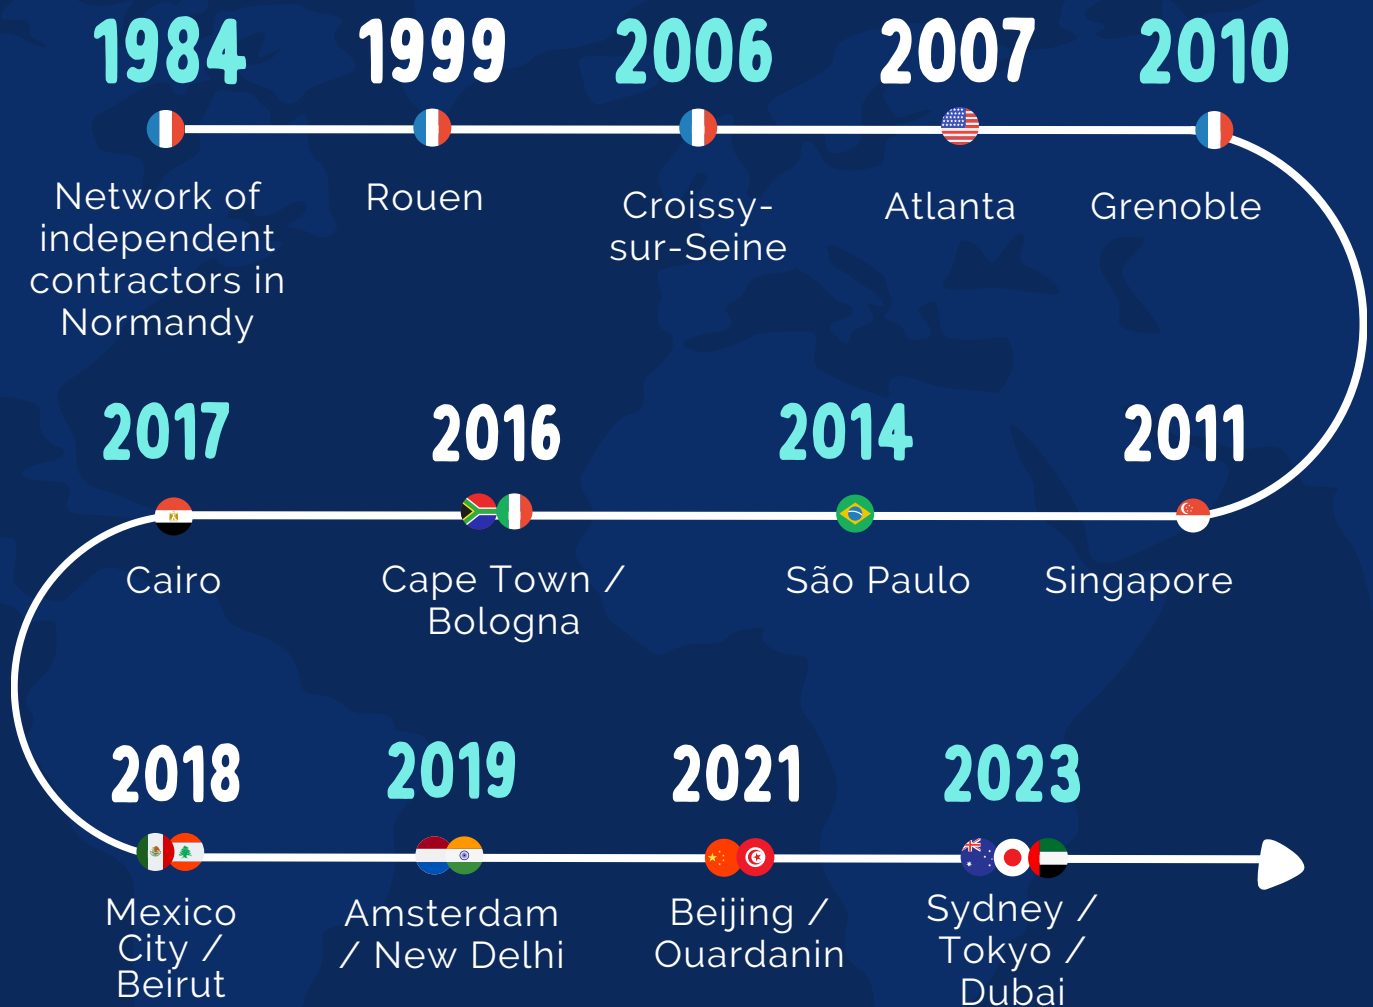 1984
1999
2006
2007
2010
Network of
independent
contractors in
Normandy
Rouen
Croissy-
sur-Seine
Atlanta
Grenoble
2017
2016
2014
2011
Cairo
Cape Town /
Bologna
São Paulo
Singapore
2018
2019
2021
2023
Mexico
City /
Beirut
Amsterdam
/ New Delhi
Beijing /
Ouardanin
Sydney /
Tokyo /
Dubai